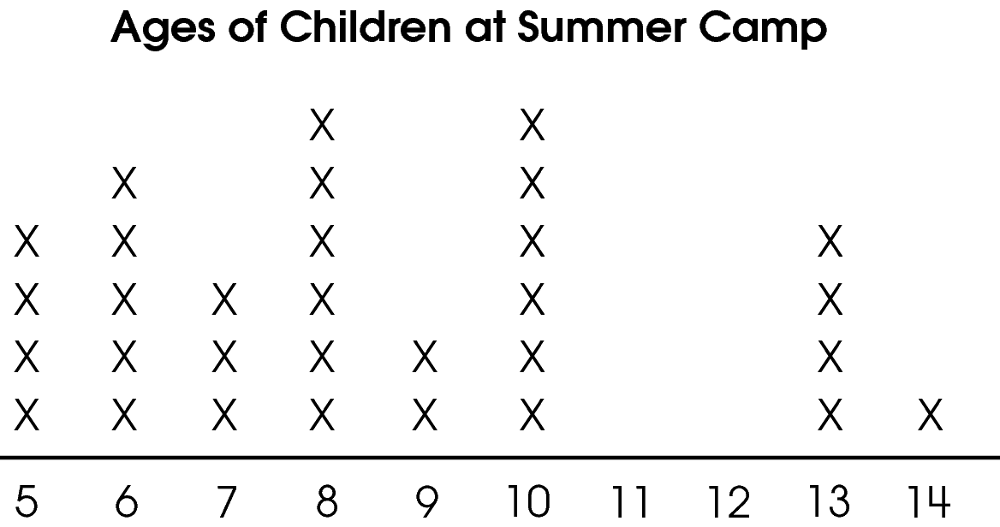 Ages of Children at Summer Camp
X X
X X X
X X X X X
X X X X X X
X X X X X X X
X X X X X X X X
5 6 7 8 9 10 11 12 13 14